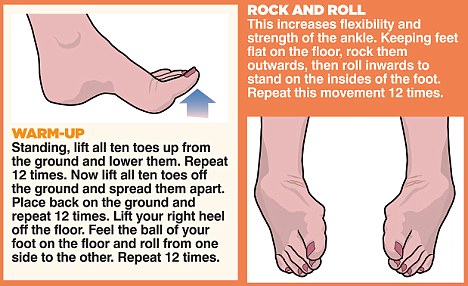 WARM-UP
Standing, lift all ten toes up from
the ground and lower them. Repeat
12 times. Now lift all ten toes off
the ground and spread them apart.
Place back on the ground and
repeat 12 times. Lift your right heel
off the floor. Feel the ball of your
foot on the floor and roll from one
side to the other. Repeat 12 times.
ROCK AND ROLL
This increases flexibility and
strength of the ankle. Keeping feet
flat on the floor, rock them
outwards, then roll inwards to
stand on the insides of the foot.
Repeat this movement 12 times.